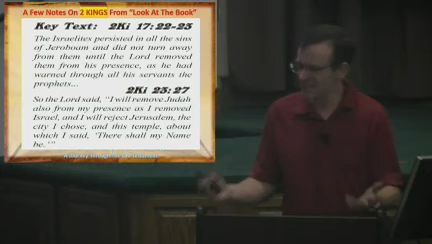 A Few Notes On 2 KINGS From "Look At The Book"
Key Text: 2Ki 17:22-23
The Israelites persisted in all the sins
of Jeroboam and did not turn away
from them until the Lord removed
them from his presence, as he had
warned through all his servants the
prophets...
2Ki 23:27
So the Lord said, "I will remove Judah
also from my presence as I removed
Israel, and I will reject Jerusalem, the
city I chose, and this temple, about
which I said, 'There shall my Name
be.'"